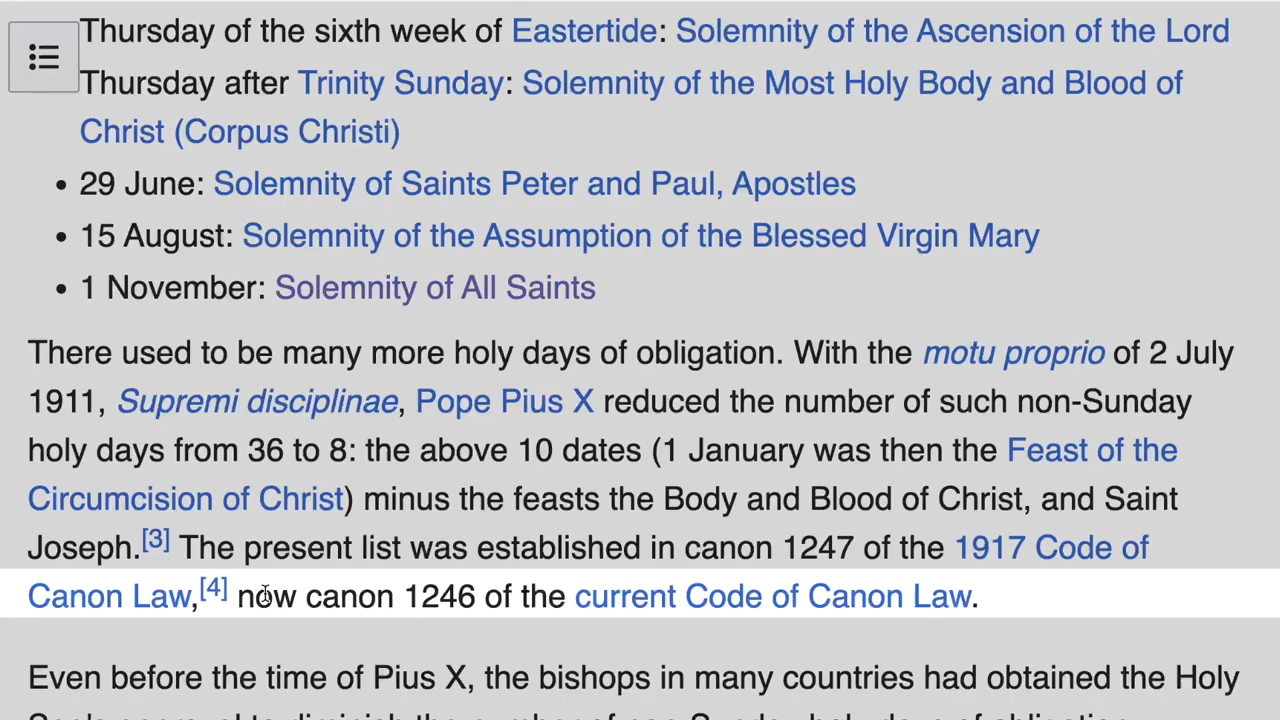 Thursday of the sixth week of Eastertide: Solemnity of the Ascension of the Lord
Thursday after Trinity Sunday: Solemnity of the Most Holy Body and Blood of
Christ (Corpus Christi)
• 29 June: Solemnity of Saints Peter and Paul, Apostles
• 15 August: Solemnity of the Assumption of the Blessed Virgin Mary
• 1 November: Solemnity of All Saints
There used to be many more holy days of obligation. With the motu proprio of 2 July
1911, Supremi disciplinae, Pope Pius X reduced the number of such non-Sunday
holy days from 36 to 8: the above 10 dates (1 January was then the Feast of the
Circumcision of Christ) minus the feasts the Body and Blood of Christ, and Saint
Joseph.[3] The present list was established in canon 1247 of the 1917 Code of
Canon Law,[4] now canon 1246 of the current Code of Canon Law.
Even before the time of Pius X, the bishops in many countries had obtained the Holy